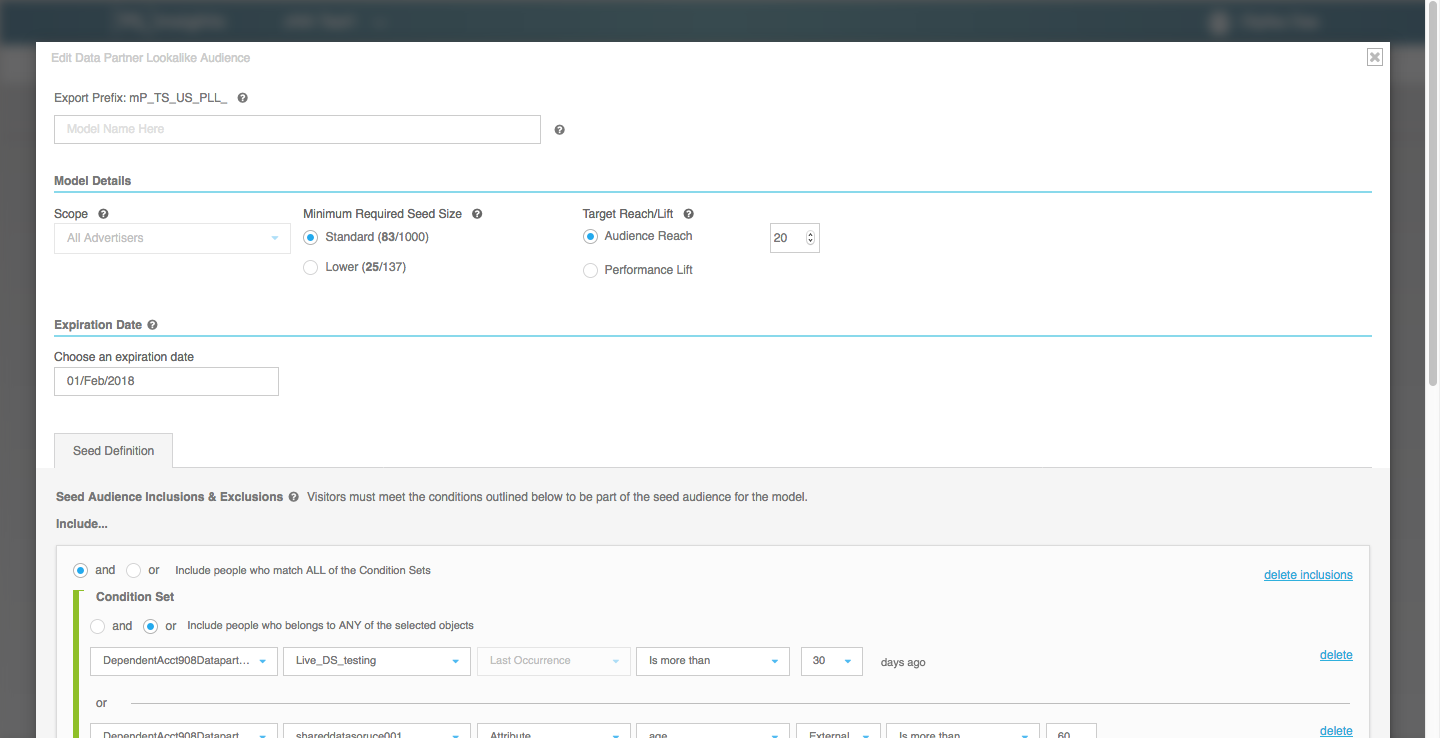 Edit Data Partner Lookalike Audience
Export Prefix: mP_TS_US_PLL_
Model Name Here
Model Details
Scope Minimum Required Seed Size Target Reach/Lift
All Advertisers Standard (83/1000) Audience Reach 20
Lower (25/137) Performance Lift
Expiration Date
Choose an expiration date
01/Feb/2018
Seed Definition
Seed Audience Inclusions & Exclusions Visitors must meet the conditions outlined below to be part of the seed audience for the model.
Include...
and or Include people who match ALL of the Condition Sets delete inclusions
Condition Set
and or Include people who belongs to ANY of the selected objects
DependentAcct908Datapart... Live_DS_testing Last Occurrence Is more than 30 days ago delete
or
DependentAcct908Datapart... shareddatasoruce001 Attribute age External Is more than 60 delete